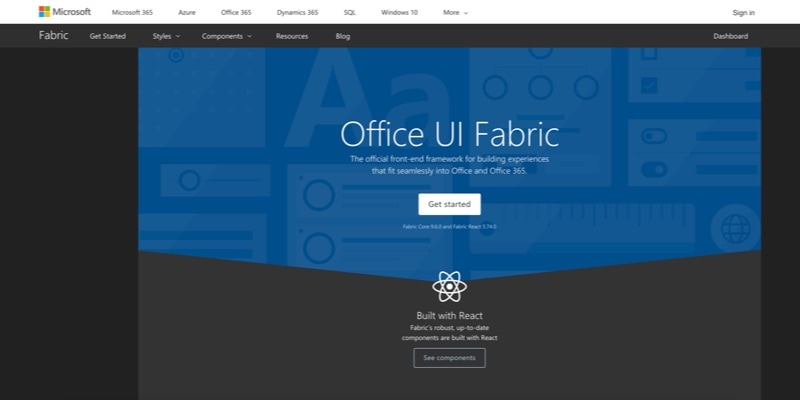 Microsoft Microsoft 365 Azure Office 365 Dynamics 365 SQL Windows 10 More Sign in
Fabric Get Started Styles Components Resources Blog Dashboard
Aa
Office UI Fabric
The official front-end framework for building experiences
that fit seamlessly into Office and Office 365.
Get started
Fabric Core 9.6.0 and Fabric React 5.74.0
Built with React
Fabric's robust, up-to-date
components are built with React
See components